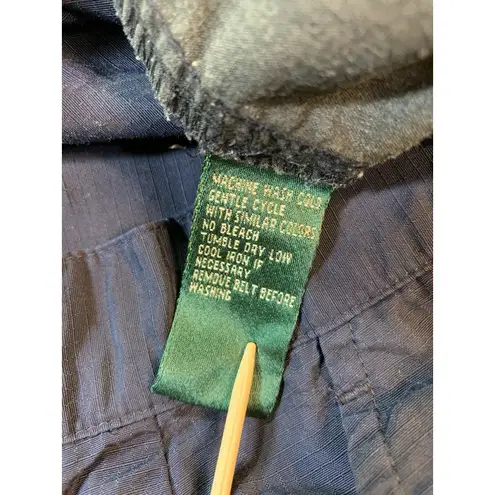 MACHINE WASH COLD
GENTLE CYCLE
WITH SIMILAR COLORS
NO BLEACH
TUMBLE DRY LOW
COOL IRON IF
NECESSARY
REMOVE BELT BEFORE
WASHING